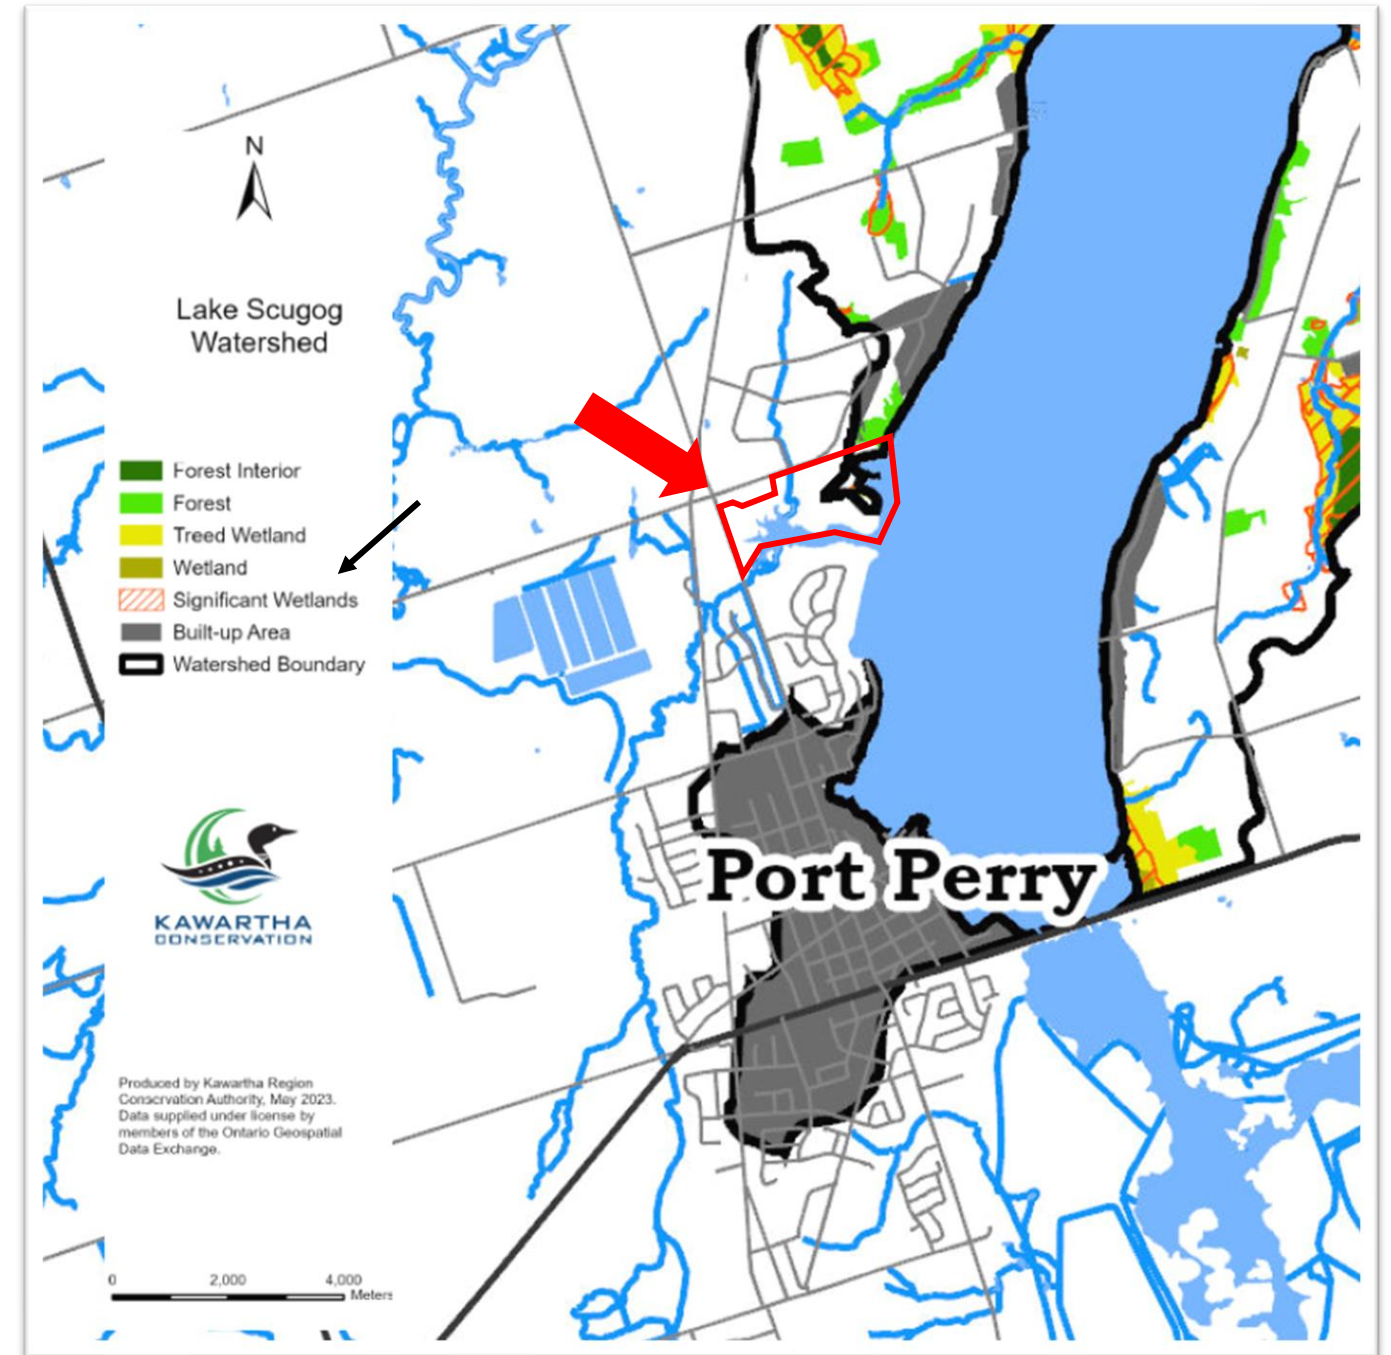 N
Lake Scugog
Watershed
Forest Interior
Forest
Treed Wetland
Wetland
Significant Wetlands
Built-up Area
Watershed Boundary
Port Perry
KAWARTHA
CONSERVATION
Produced by Kawartha Region
Conservation Authority, May 2023.
Data supplied under license by
members of the Ontario Geospatial
Data Exchange.
0 2,000 4,000
Meters